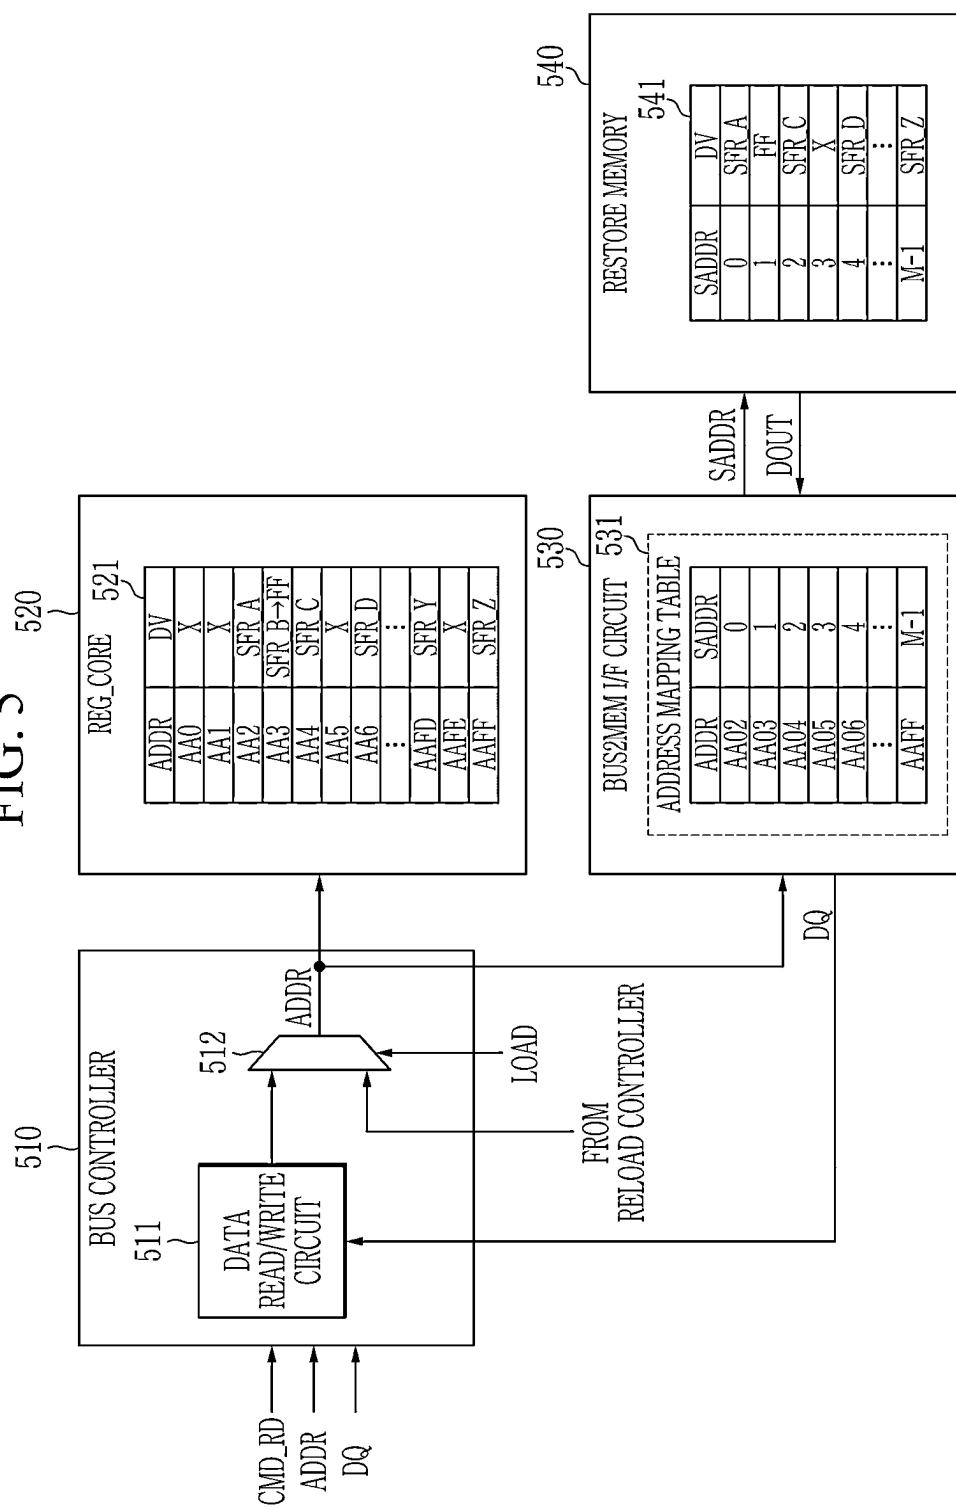 FIG. 5
510
BUS CONTROLLER
511
DATA
READ/WRITE
CIRCUIT
512
ADDR
CMD_RD
ADDR
DQ
LOAD
FROM
RELOAD CONTROLLER
520
REG_CORE
521
ADDR DV
AA0 X
AA1 X
AA2 SFR_A
AA3 SFR_B→FF
AA4 SFR_C
AA5 X
AA6 SFR_D
⋮ ⋮
AAFD SFR_Y
AAFE X
AAFF SFR_Z
DQ
530
BUS2MEM I/F CIRCUIT
531
ADDRESS MAPPING TABLE
ADDR SADDR
AA02 0
AA03 1
AA04 2
AA05 3
AA06 4
⋮ ⋮
AAFF M-1
SADDR
DOUT
540
RESTORE MEMORY
541
SADDR DV
0 SFR_A
1 FF
2 SFR_C
3 X
4 SFR_D
⋮ ⋮
M-1 SFR_Z